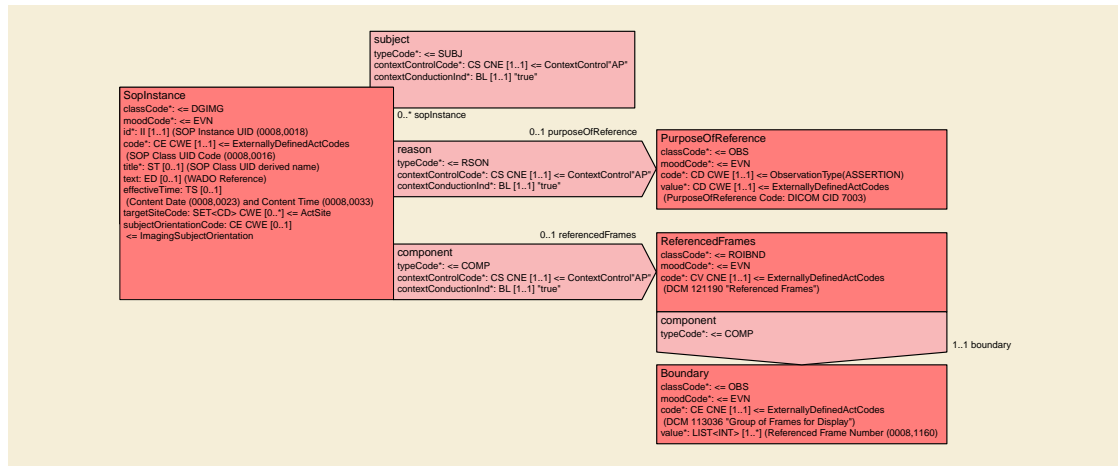 subject
typeCode*: <= SUBJ
contextControlCode*: CS CNE [1..1] <= ContextControl"AP"
contextConductionInd*: BL [1..1] "true"
0..* sopInstance
SopInstance
classCode*: <= DGIMG
moodCode*: <= EVN
id*: II [1..1] (SOP Instance UID (0008,0018)
code*: CE CWE [1..1] <= ExternallyDefinedActCodes
(SOP Class UID Code (0008,0016)
title*: ST [0..1] (SOP Class UID derived name)
text: ED [0..1] (WADO Reference)
effectiveTime: TS [0..1]
(Content Date (0008,0023) and Content Time (0008,0033)
targetSiteCode: SET<CD> CWE [0..*] <= ActSite
subjectOrientationCode: CE CWE [0..1]
<= ImagingSubjectOrientation
0..1 purposeOfReference
reason
typeCode*: <= RSON
contextControlCode*: CS CNE [1..1] <= ContextControl"AP"
contextConductionInd*: BL [1..1] "true"
PurposeOfReference
classCode*: <= OBS
moodCode*: <= EVN
code*: CD CWE [1..1] <= ObservationType(ASSERTION)
value*: CD CWE [1..1] <= ExternallyDefinedActCodes
(PurposeOfReference Code: DICOM CID 7003)
0..1 referencedFrames
component
typeCode*: <= COMP
contextControlCode*: CS CNE [1..1] <= ContextControl"AP"
contextConductionInd*: BL [1..1] "true"
ReferencedFrames
classCode*: <= ROIBND
moodCode*: <= EVN
code*: CV CNE [1..1] <= ExternallyDefinedActCodes
(DCM 121190 "Referenced Frames")
component
typeCode*: <= COMP
1..1 boundary
Boundary
classCode*: <= OBS
moodCode*: <= EVN
code*: CE CNE [1..1] <= ExternallyDefinedActCodes
(DCM 113036 "Group of Frames for Display")
value*: LIST<INT> [1..*] (Referenced Frame Number (0008,1160)